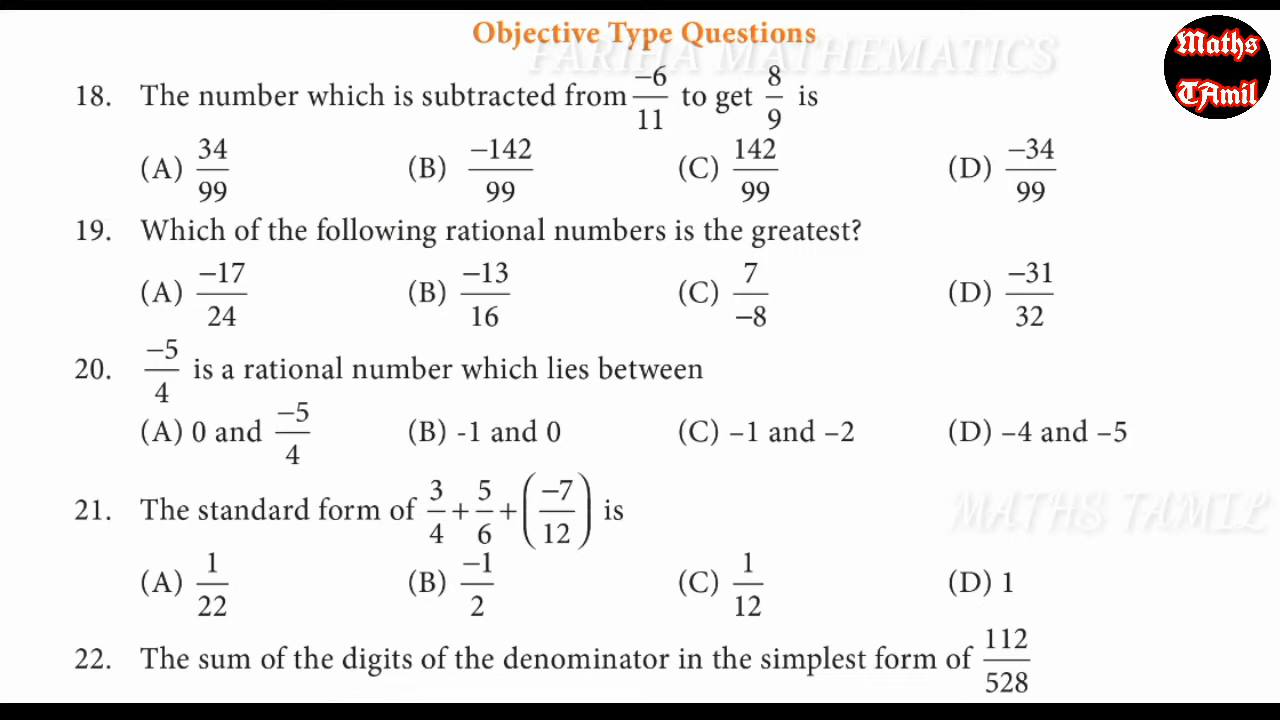 Objective Type Questions
FARIHA MATHEMATICS
Maths
TAmil
18. The number which is subtracted from −6/11 to get 8/9 is
(A) 34/99 (B) −142/99 (C) 142/99 (D) −34/99
19. Which of the following rational numbers is the greatest?
(A) −17/24 (B) −13/16 (C) 7/−8 (D) −31/32
20. −5/4 is a rational number which lies between
(A) 0 and −5/4 (B) -1 and 0 (C) −1 and −2 (D) −4 and −5
21. The standard form of 3/4 + 5/6 + (−7/12) is
MATHS TAMIL
(A) 1/22 (B) −1/2 (C) 1/12 (D) 1
22. The sum of the digits of the denominator in the simplest form of 112/528